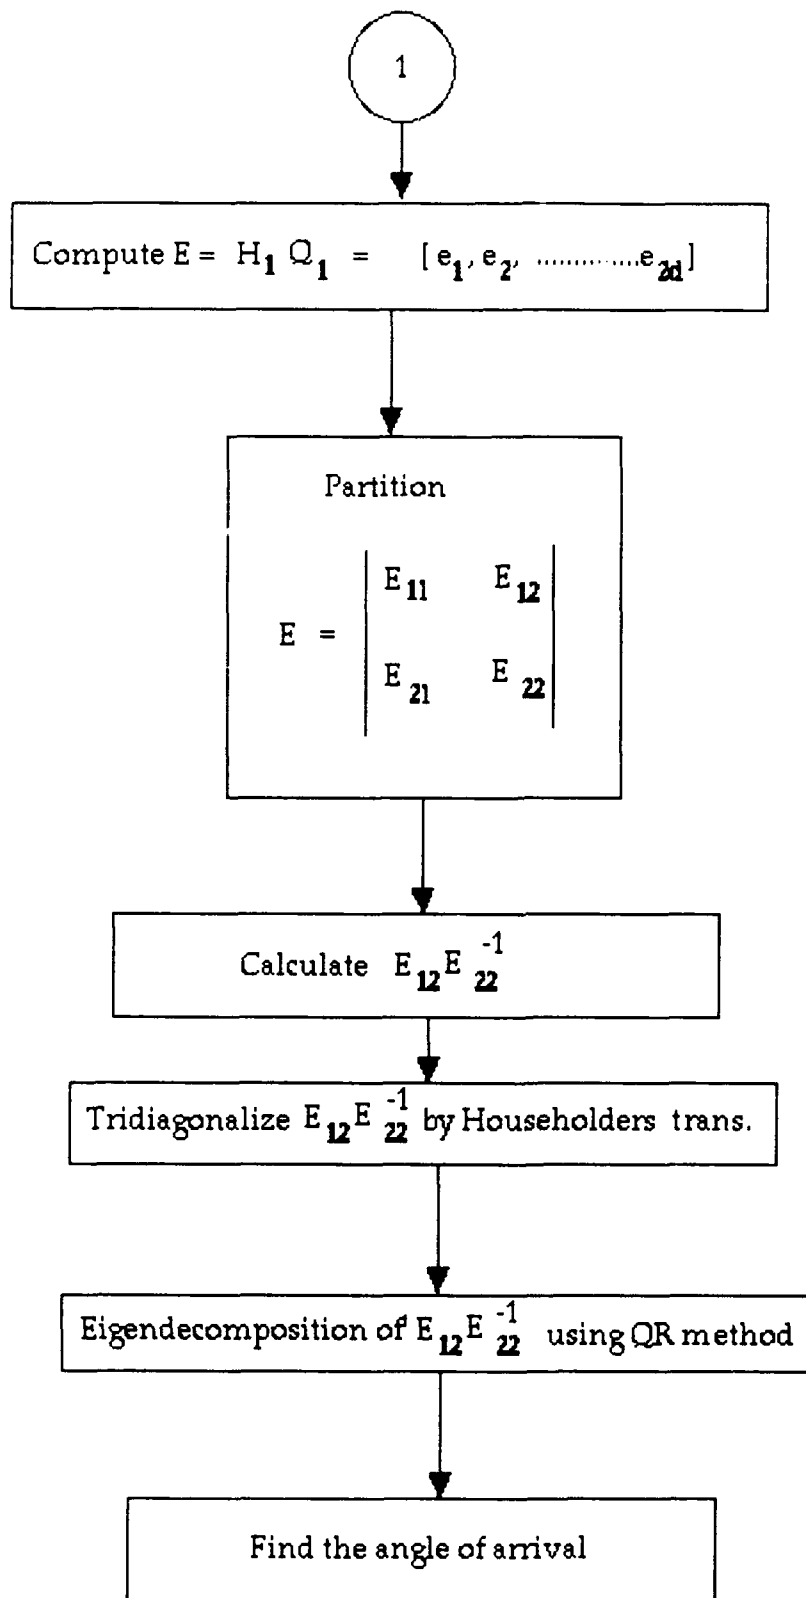 1
Compute E = H₁ Q₁ = [ e₁, e₂, .............e₂d]
Partition
E₁₁ E₁₂
E =
E₂₁ E₂₂
Calculate E₁₂E₂₂⁻¹
Tridiagonalize E₁₂E₂₂⁻¹ by Householders trans.
Eigendecomposition of E₁₂E₂₂⁻¹ using QR method
Find the angle of arrival